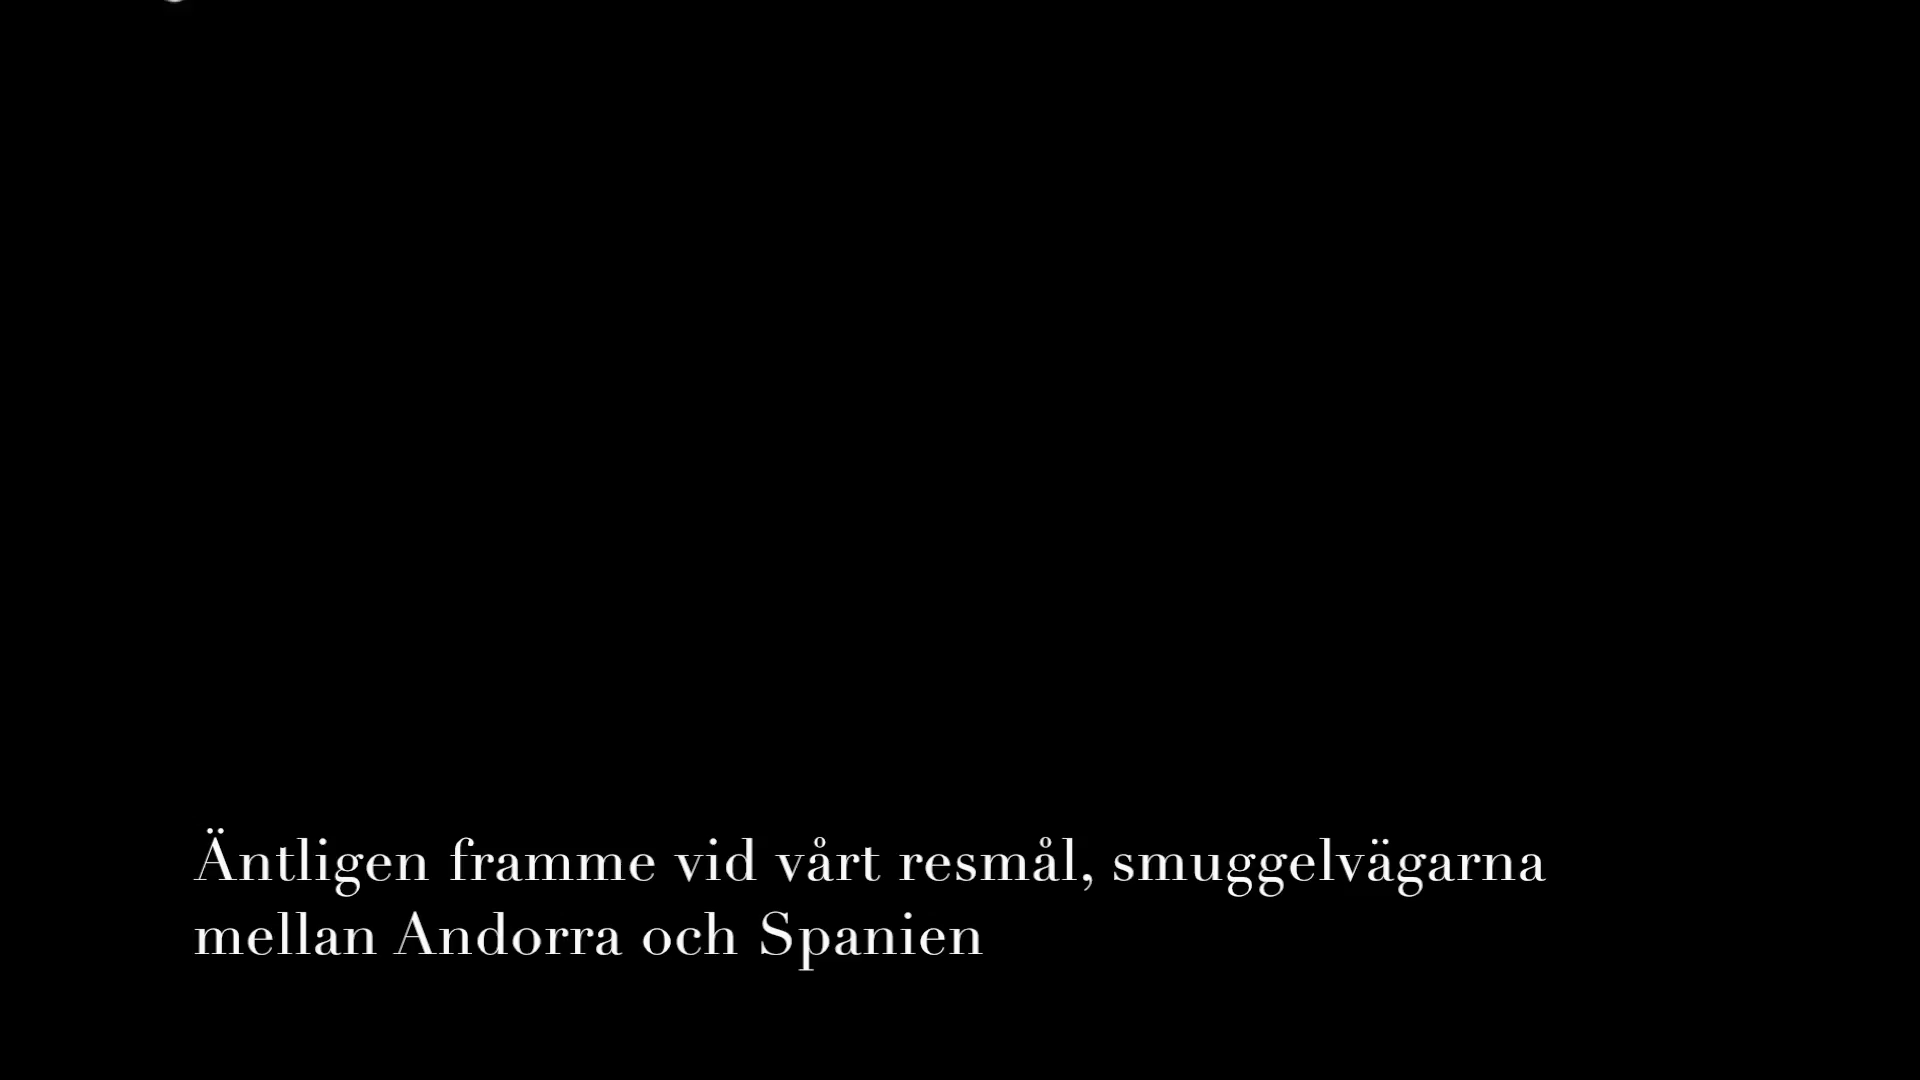 Äntligen framme vid vårt resmål, smuggelvägarna
mellan Andorra och Spanien